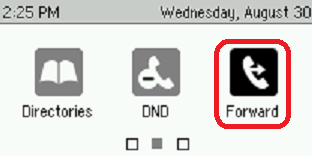 2:25 PM Wednesday, August 30
Directories DND Forward